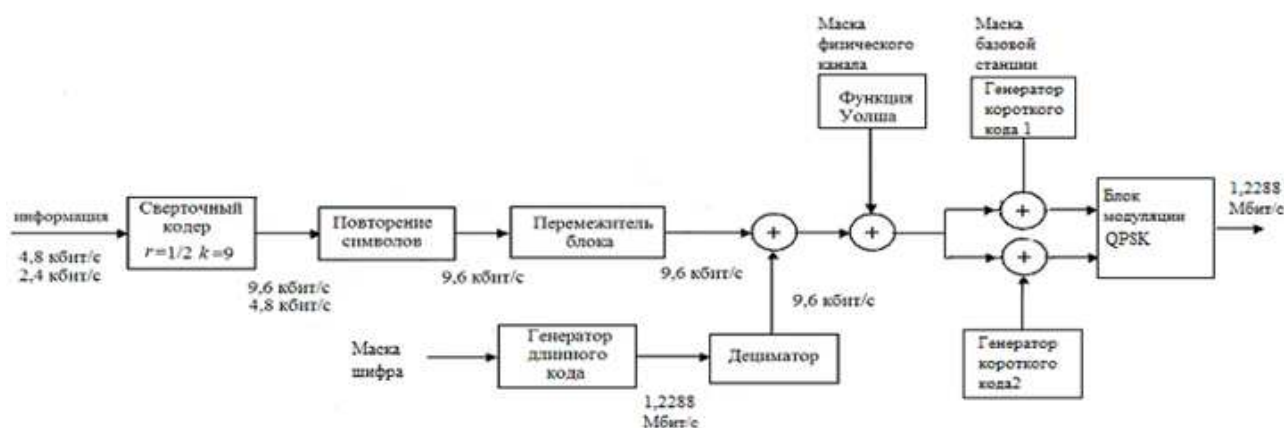 Маска
физического
канала
Маска
базовой
станции
Функция
Уолша
Генератор
короткого
кода 1
информация
4,8 кбит/с
2,4 кбит/с
Сверточный
кодер
r=1/2 k=9
9,6 кбит/с
4,8 кбит/с
Повторение
символов
9,6 кбит/с
Перемежитель
блока
9,6 кбит/с
+
+
+
+
Блок
модуляции
QPSK
1,2288
Мбит/с
9,6 кбит/с
Маска
шифра
Генератор
длинного
кода
1,2288
Мбит/с
Дециматор
Генератор
короткого
кода2